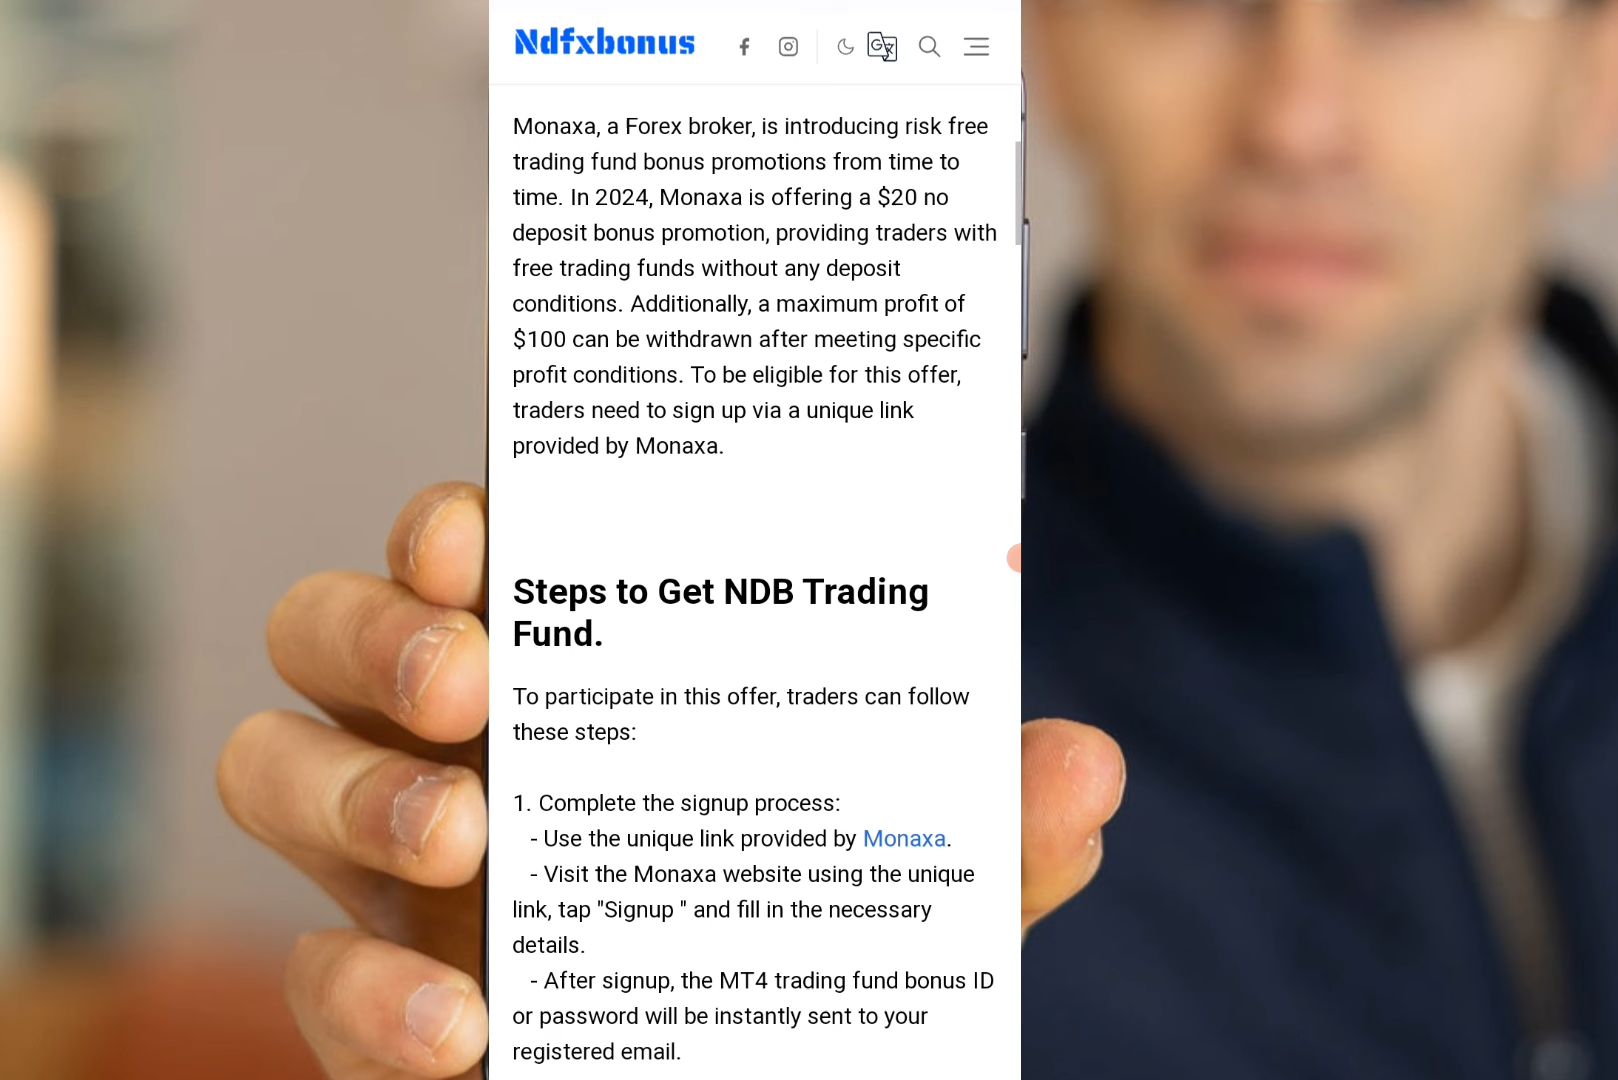 Ndfxbonus
Monaxa, a Forex broker, is introducing risk free
trading fund bonus promotions from time to
time. In 2024, Monaxa is offering a $20 no
deposit bonus promotion, providing traders with
free trading funds without any deposit
conditions. Additionally, a maximum profit of
$100 can be withdrawn after meeting specific
profit conditions. To be eligible for this offer,
traders need to sign up via a unique link
provided by Monaxa.
Steps to Get NDB Trading
Fund.
To participate in this offer, traders can follow
these steps:
1. Complete the signup process:
- Use the unique link provided by Monaxa.
- Visit the Monaxa website using the unique
link, tap "Signup " and fill in the necessary
details.
- After signup, the MT4 trading fund bonus ID
or password will be instantly sent to your
registered email.